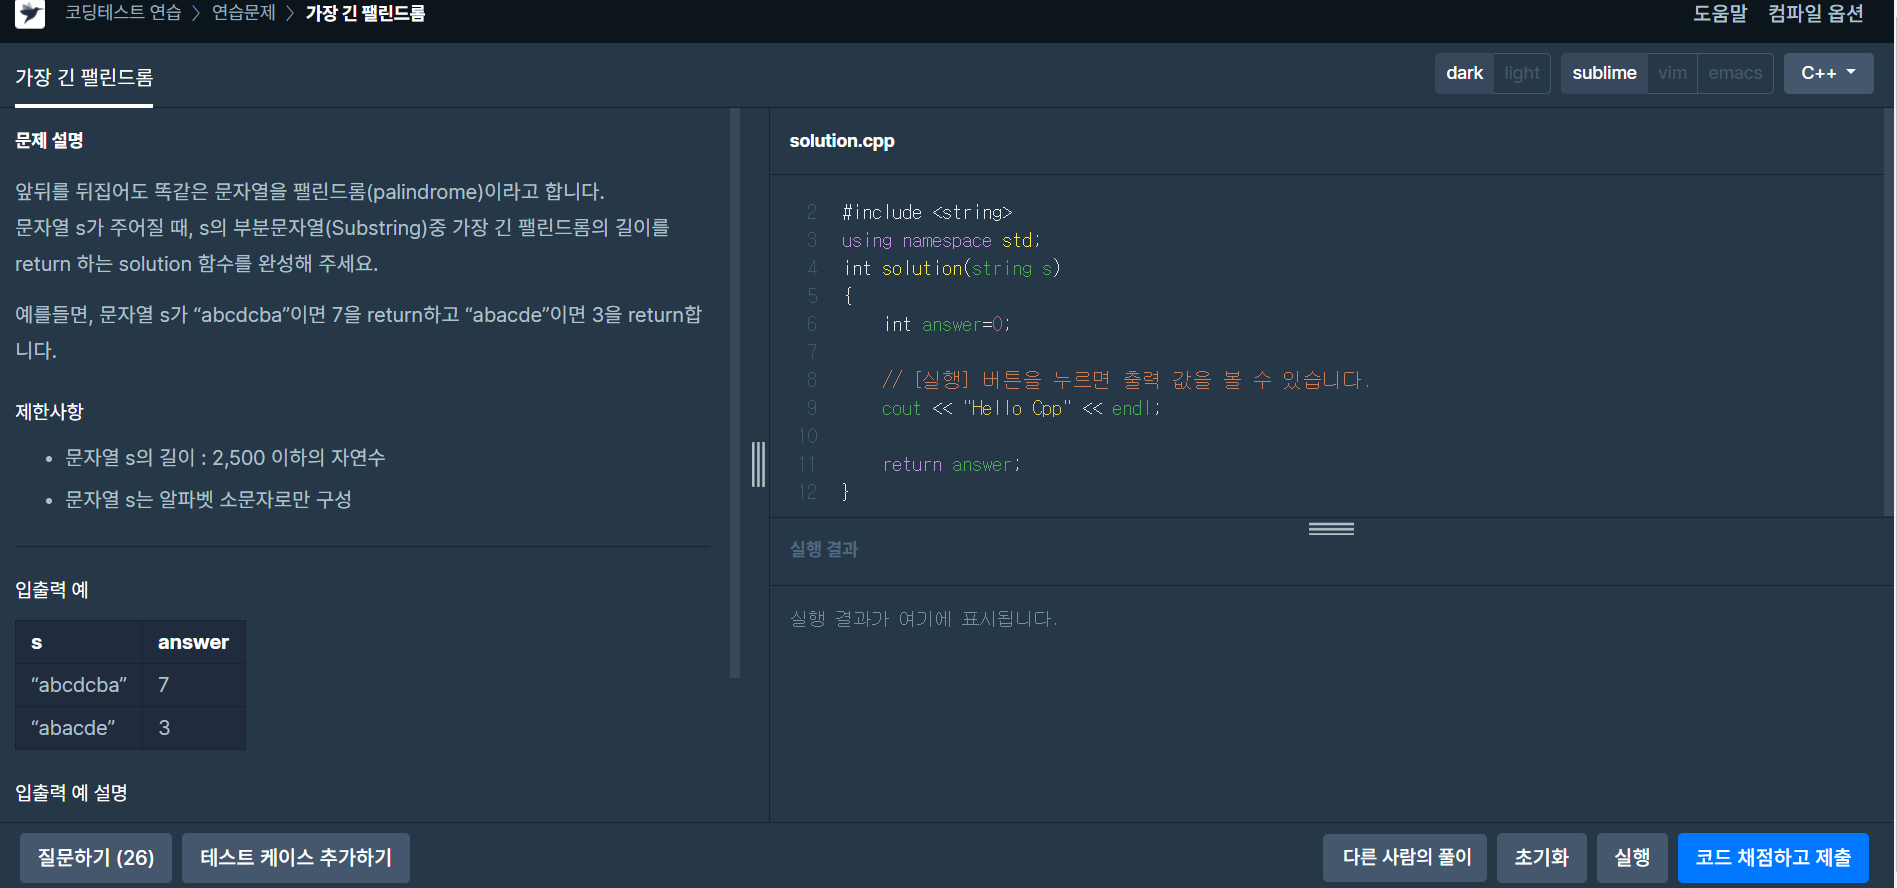 코딩테스트 연습 > 연습문제 > 가장 긴 팰린드롬
도움말 컴파일 옵션
가장 긴 팰린드롬
dark light sublime vim emacs C++
문제 설명
앞뒤를 뒤집어도 똑같은 문자열을 팰린드롬(palindrome)이라고 합니다.
문자열 s가 주어질 때, s의 부분문자열(Substring)중 가장 긴 팰린드롬의 길이를
return 하는 solution 함수를 완성해 주세요.
예를들면, 문자열 s가 “abcdcba”이면 7을 return하고 “abacde”이면 3을 return합
니다.
제한사항
• 문자열 s의 길이 : 2,500 이하의 자연수
• 문자열 s는 알파벳 소문자로만 구성
입출력 예
s answer
“abcdcba” 7
“abacde” 3
입출력 예 설명
solution.cpp
2 #include <string>
3 using namespace std;
4 int solution(string s)
5 {
6 int answer=0;
7
8 // [실행] 버튼을 누르면 출력 값을 볼 수 있습니다.
9 cout << "Hello Cpp" << endl;
10
11 return answer;
12 }
실행 결과
실행 결과가 여기에 표시됩니다.
질문하기 (26) 테스트 케이스 추가하기 다른 사람의 풀이 초기화 실행 코드 채점하고 제출